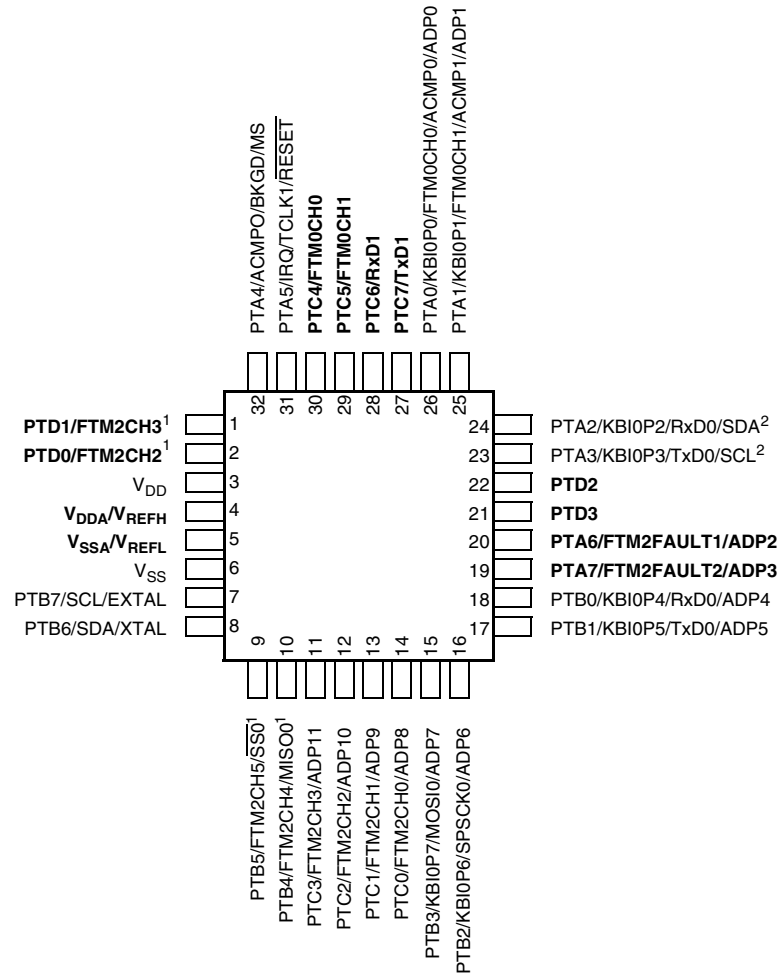 PTA4/ACMPO/BKGD/MS
PTA5/IRQ/TCLK1/RESET
PTC4/FTM0CH0
PTC5/FTM0CH1
PTC6/RxD1
PTC7/TxD1
PTA0/KBI0P0/FTM0CH0/ACMP0/ADP0
PTA1/KBI0P1/FTM0CH1/ACMP1/ADP1
32 31 30 29 28 27 26 25
PTD1/FTM2CH3¹ 1
PTD0/FTM2CH2¹ 2
VDD 3
VDDA/VREFH 4
VSSA/VREFL 5
VSS 6
PTB7/SCL/EXTAL 7
PTB6/SDA/XTAL 8
24 PTA2/KBI0P2/RxD0/SDA²
23 PTA3/KBI0P3/TxD0/SCL²
22 PTD2
21 PTD3
20 PTA6/FTM2FAULT1/ADP2
19 PTA7/FTM2FAULT2/ADP3
18 PTB0/KBI0P4/RxD0/ADP4
17 PTB1/KBI0P5/TxD0/ADP5
9 10 11 12 13 14 15 16
PTB5/FTM2CH5/SS0¹
PTB4/FTM2CH4/MISO0¹
PTC3/FTM2CH3/ADP11
PTC2/FTM2CH2/ADP10
PTC1/FTM2CH1/ADP9
PTC0/FTM2CH0/ADP8
PTB3/KBI0P7/MOSI0/ADP7
PTB2/KBI0P6/SPSCK0/ADP6